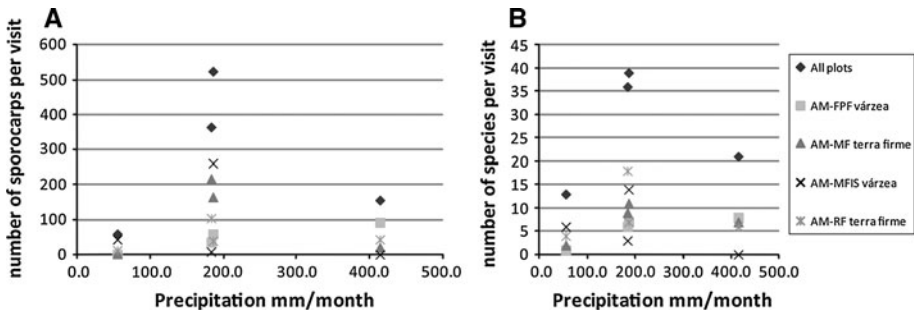 A
number of sporocarps per visit
600
500
400
300
200
100
0
0.0 100.0 200.0 300.0 400.0 500.0
Precipitation mm/month
B
number of species per visit
45
40
35
30
25
20
15
10
5
0
0.0 100.0 200.0 300.0 400.0 500.0
Precipitation mm/month
All plots
AM-FPF várzea
AM-MF terra firme
AM-MFIS várzea
AM-RF terra firme